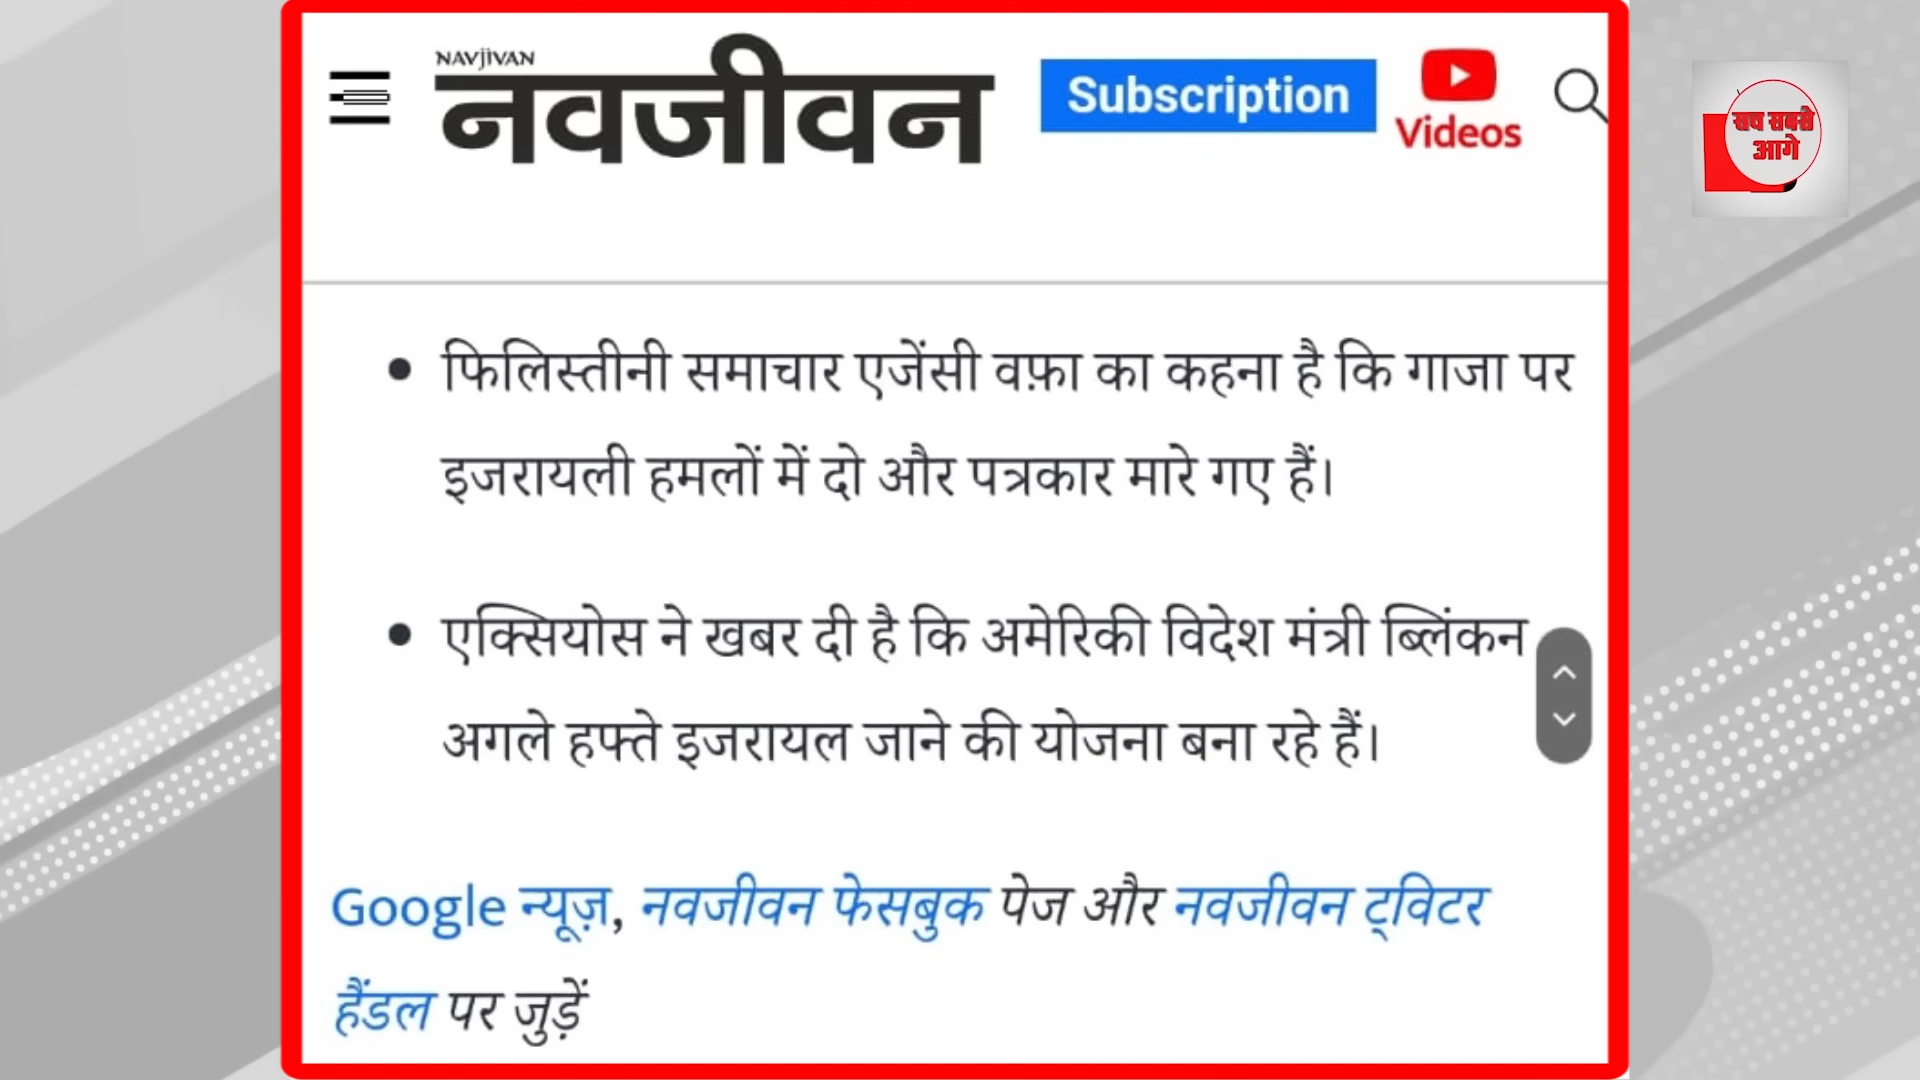 NAVJIVAN
नवजीवन
Subscription
Videos
सच सबसे
आगे
फिलिस्तीनी समाचार एजेंसी वफ़ा का कहना है कि गाजा पर
इजरायली हमलों में दो और पत्रकार मारे गए हैं।
एक्सियोस ने खबर दी है कि अमेरिकी विदेश मंत्री ब्लिंकन
अगले हफ्ते इजरायल जाने की योजना बना रहे हैं।
Google न्यूज़, नवजीवन फेसबुक पेज और नवजीवन ट्विटर
हैंडल पर जुड़ें